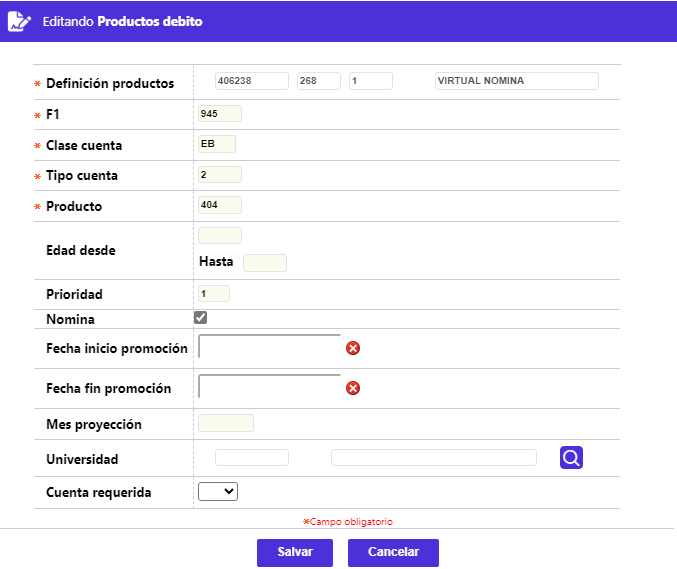 Editando Productos debito
* Definición productos 406238 268 1 VIRTUAL NOMINA
* F1 945
* Clase cuenta EB
* Tipo cuenta 2
* Producto 404
Edad desde
Hasta
Prioridad 1
Nomina
Fecha inicio promoción
Fecha fin promoción
Mes proyección
Universidad
Cuenta requerida
*Campo obligatorio
Salvar Cancelar